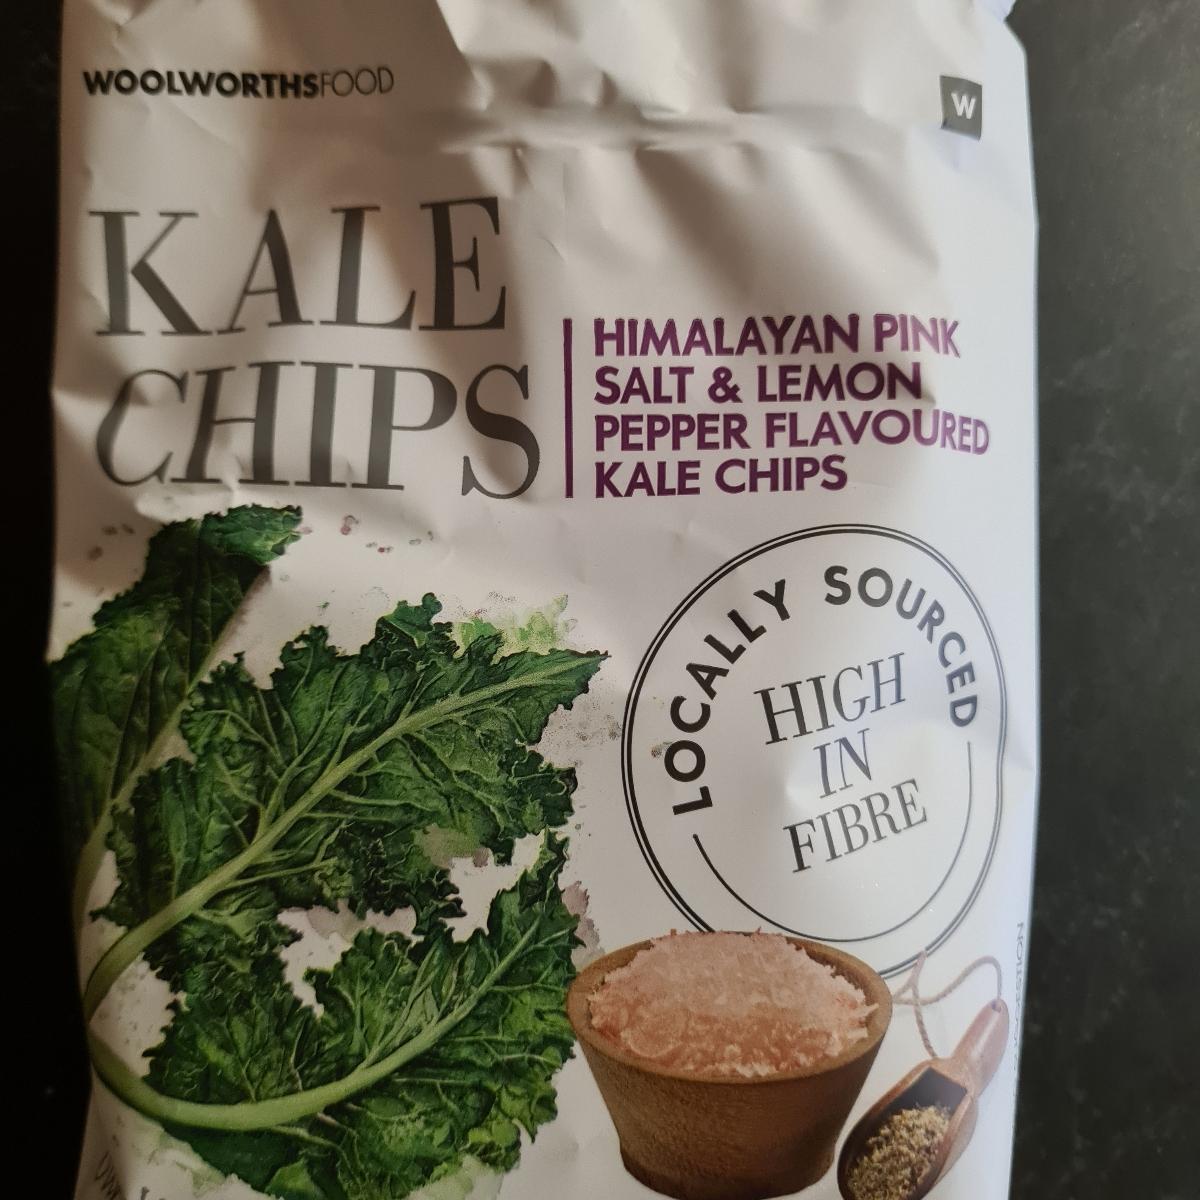 WOOLWORTHSFOOD
W
KALE
CHIPS
HIMALAYAN PINK
SALT & LEMON
PEPPER FLAVOURED
KALE CHIPS
LOCALLY SOURCED
HIGH
IN
FIBRE